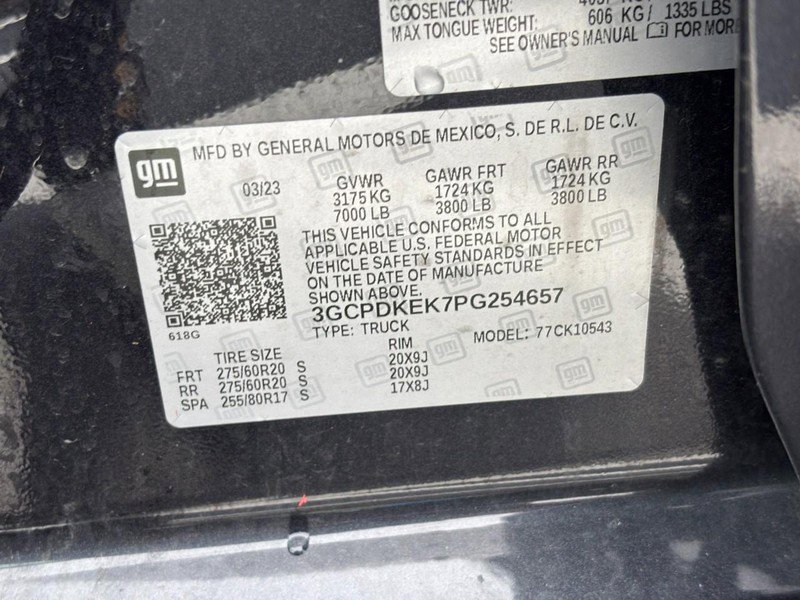 GOOSENECK TWR:
MAX TONGUE WEIGHT: 606 KG/ 1335 LBS
SEE OWNER'S MANUAL FOR MORE
gm
MFD BY GENERAL MOTORS DE MEXICO, S. DE R.L. DE C.V.
03/23 GVWR GAWR FRT GAWR RR
3175 KG 1724 KG 1724 KG
7000 LB 3800 LB 3800 LB
THIS VEHICLE CONFORMS TO ALL
APPLICABLE U.S. FEDERAL MOTOR
VEHICLE SAFETY STANDARDS IN EFFECT
ON THE DATE OF MANUFACTURE
SHOWN ABOVE.
3GCPDKEK7PG254657
618G TYPE: TRUCK MODEL: 77CK10543
TIRE SIZE RIM
FRT 275/60R20 S 20X9J
RR 275/60R20 S 20X9J
SPA 255/80R17 S 17X8J